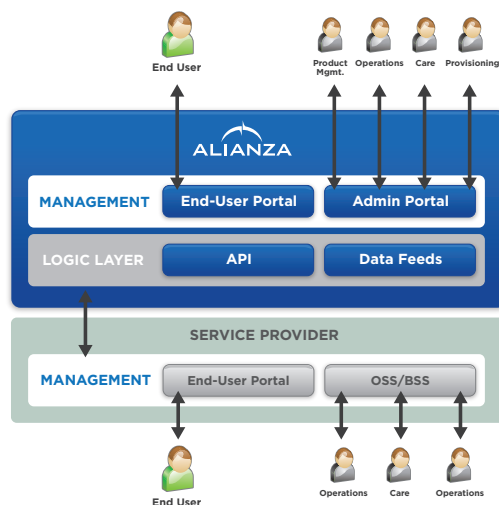 End User
Product Mgmt.
Operations
Care
Provisioning
ALIANZA
MANAGEMENT
End-User Portal
Admin Portal
LOGIC LAYER
API
Data Feeds
SERVICE PROVIDER
MANAGEMENT
End-User Portal
OSS/BSS
End User
Operations
Care
Operations